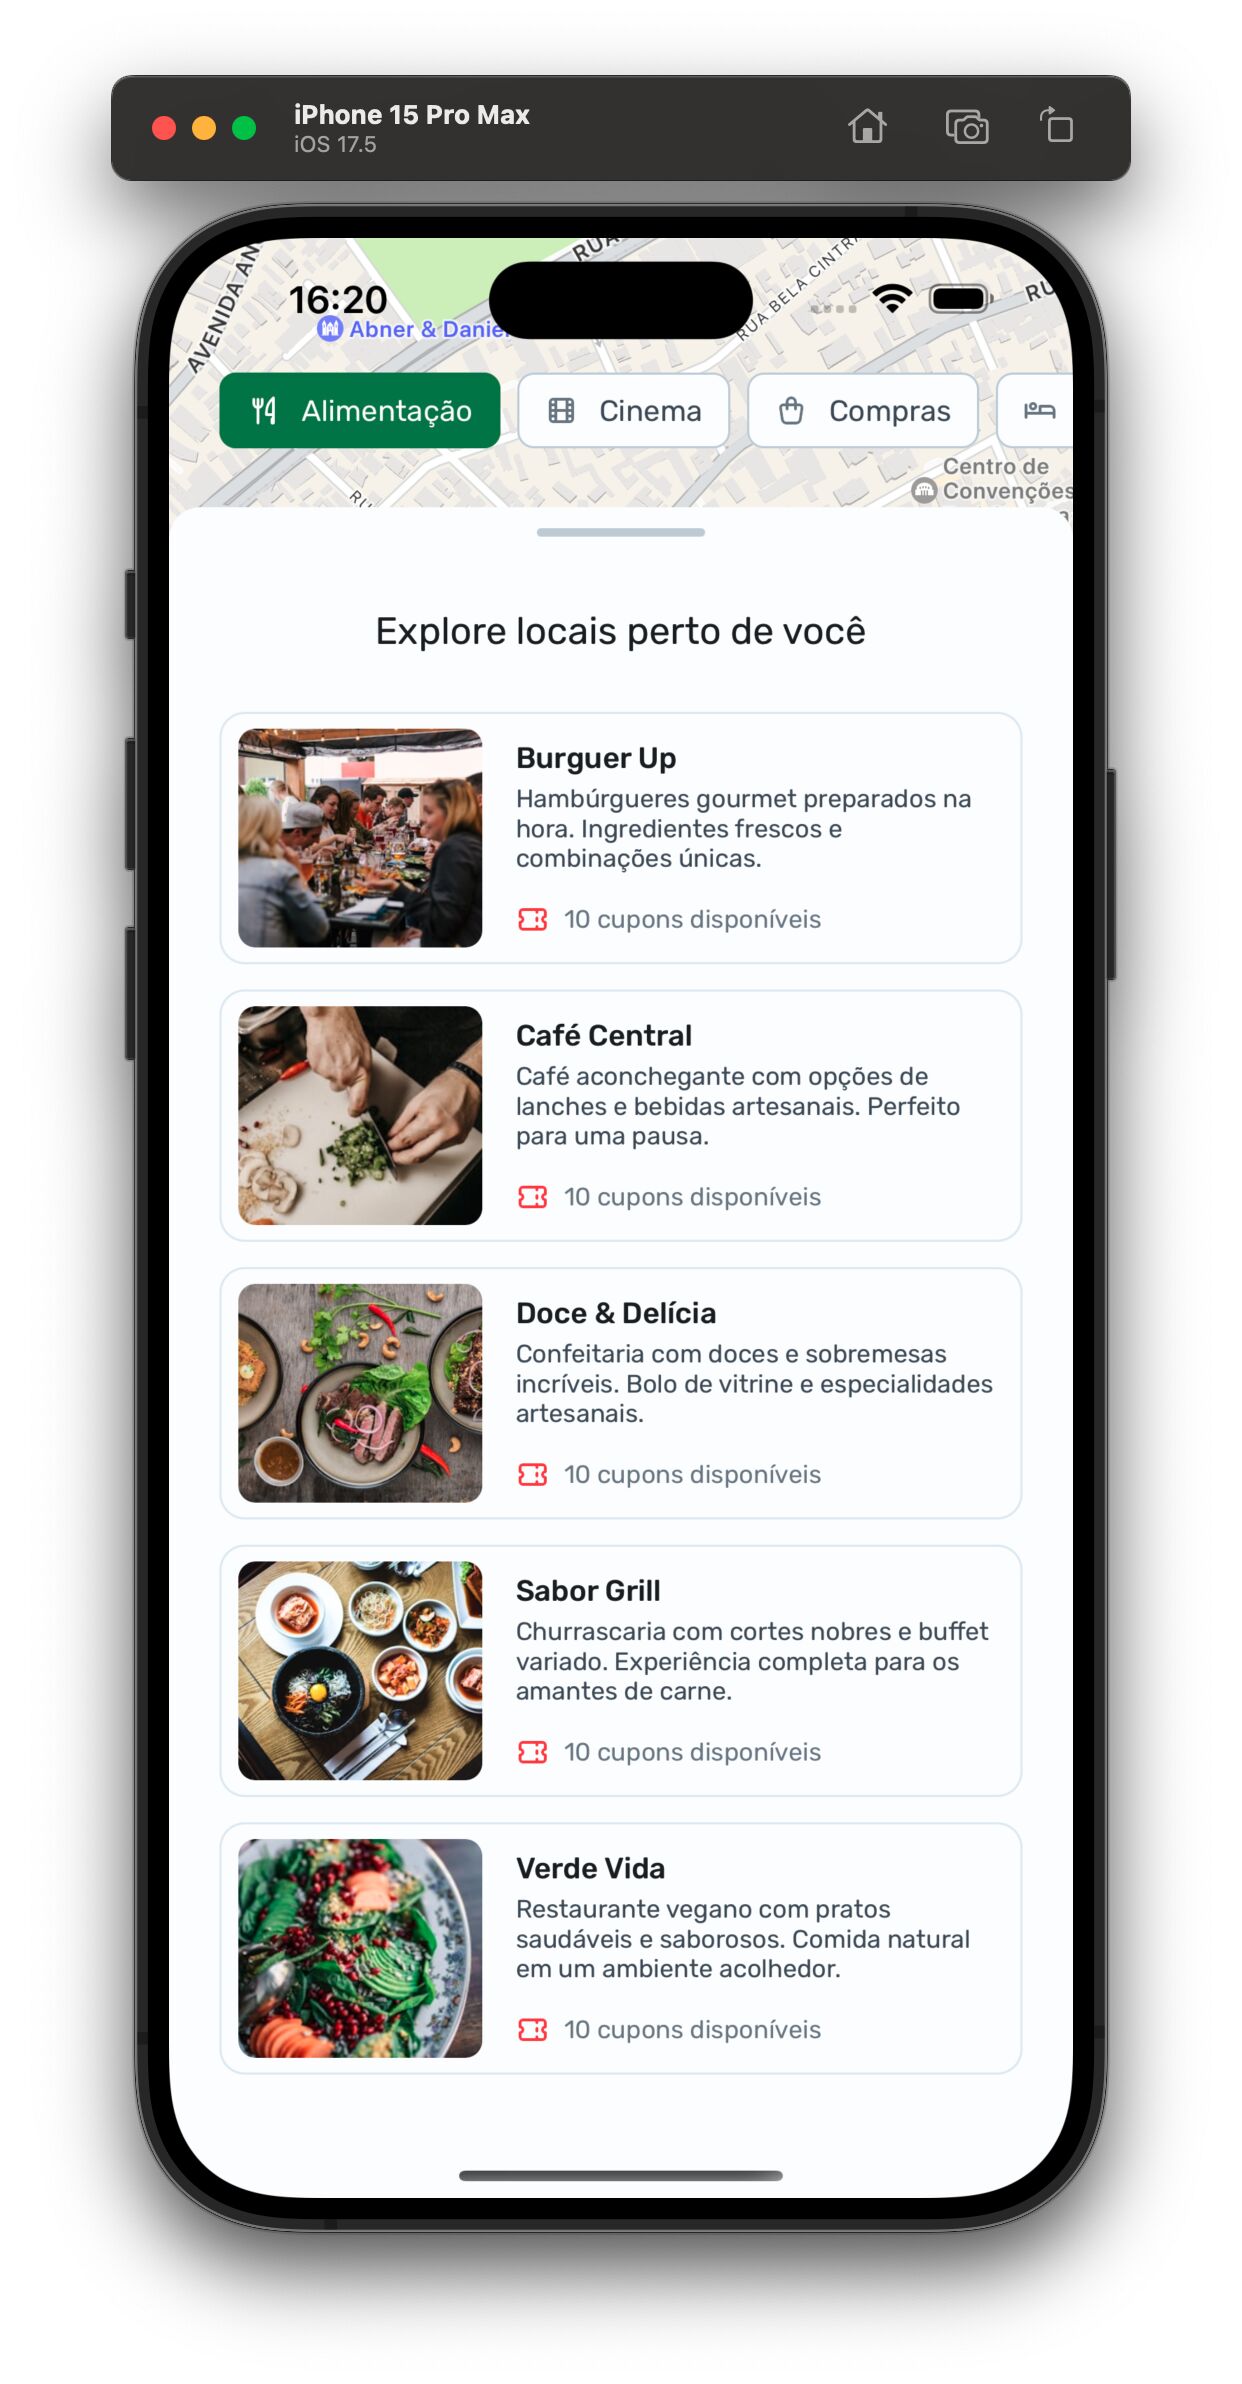 iPhone 15 Pro Max
iOS 17.5
AVENIDA
16:20
Abner
RUA BELA CINTRA
Alimentação
Cinema
Compras
Centro de
Convenções
Explore locais perto de você
Burguer Up
Hambúrgueres gourmet preparados na
hora. Ingredientes frescos e
combinações únicas.
10 cupons disponíveis
Café Central
Café aconchegante com opções de
lanches e bebidas artesanais. Perfeito
para uma pausa.
10 cupons disponíveis
Doce & Delícia
Confeitaria com doces e sobremesas
incríveis. Bolo de vitrine e especialidades
artesanais.
10 cupons disponíveis
Sabor Grill
Churrascaria com cortes nobres e buffet
variado. Experiência completa para os
amantes de carne.
10 cupons disponíveis
Verde Vida
Restaurante vegano com pratos
saudáveis e saborosos. Comida natural
em um ambiente acolhedor.
10 cupons disponíveis